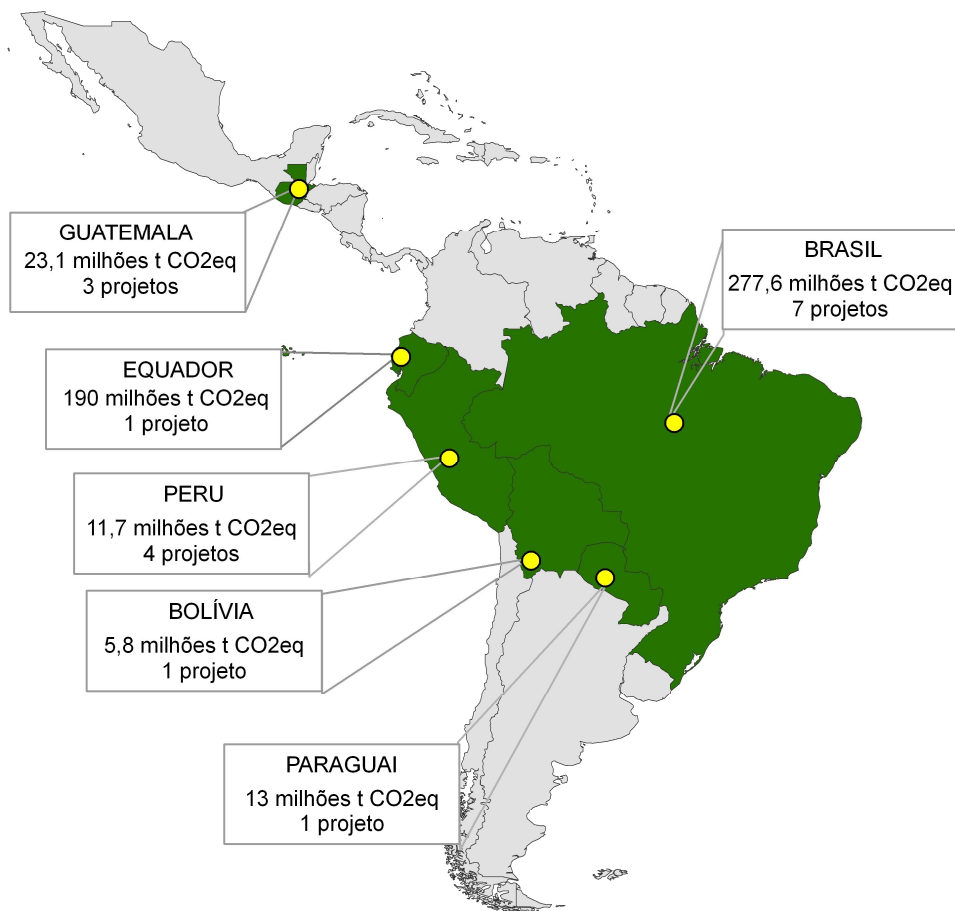 GUATEMALA
23,1 milhões t CO2eq
3 projetos
BRASIL
277,6 milhões t CO2eq
7 projetos
EQUADOR
190 milhões t CO2eq
1 projeto
PERU
11,7 milhões t CO2eq
4 projetos
BOLÍVIA
5,8 milhões t CO2eq
1 projeto
PARAGUAI
13 milhões t CO2eq
1 projeto